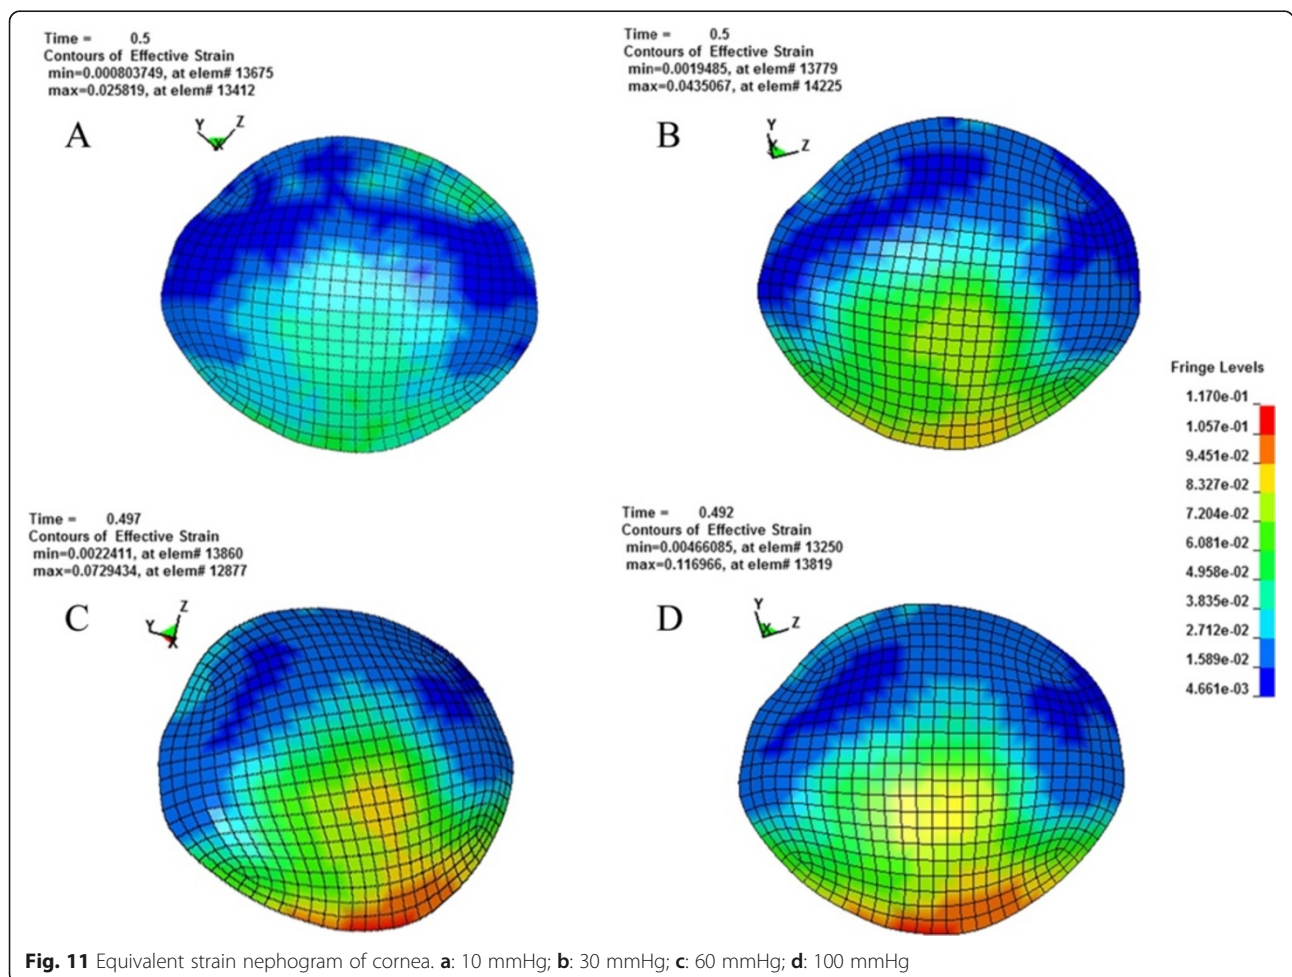 Time = 0.5
Contours of Effective Strain
min=0.000803749, at elem# 13675
max=0.025819, at elem# 13412
A
Y Z
X
Time = 0.5
Contours of Effective Strain
min=0.0019485, at elem# 13779
max=0.0435067, at elem# 14225
B
Y
X Z
Fringe Levels
1.170e-01
1.057e-01
9.451e-02
8.327e-02
7.204e-02
6.081e-02
4.958e-02
3.835e-02
2.712e-02
1.589e-02
4.661e-03
Time = 0.497
Contours of Effective Strain
min=0.0022411, at elem# 13860
max=0.0729434, at elem# 12877
C
Z
Y
X
Time = 0.492
Contours of Effective Strain
min=0.00466085, at elem# 13250
max=0.116966, at elem# 13819
D
Y
X Z
Fig. 11 Equivalent strain nephogram of cornea. a: 10 mmHg; b: 30 mmHg; c: 60 mmHg; d: 100 mmHg